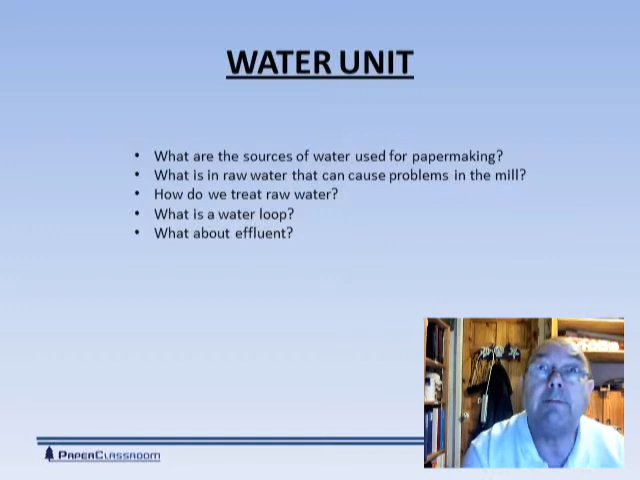 WATER UNIT
• What are the sources of water used for papermaking?
• What is in raw water that can cause problems in the mill?
• How do we treat raw water?
• What is a water loop?
• What about effluent?
PAPERCLASSROOM